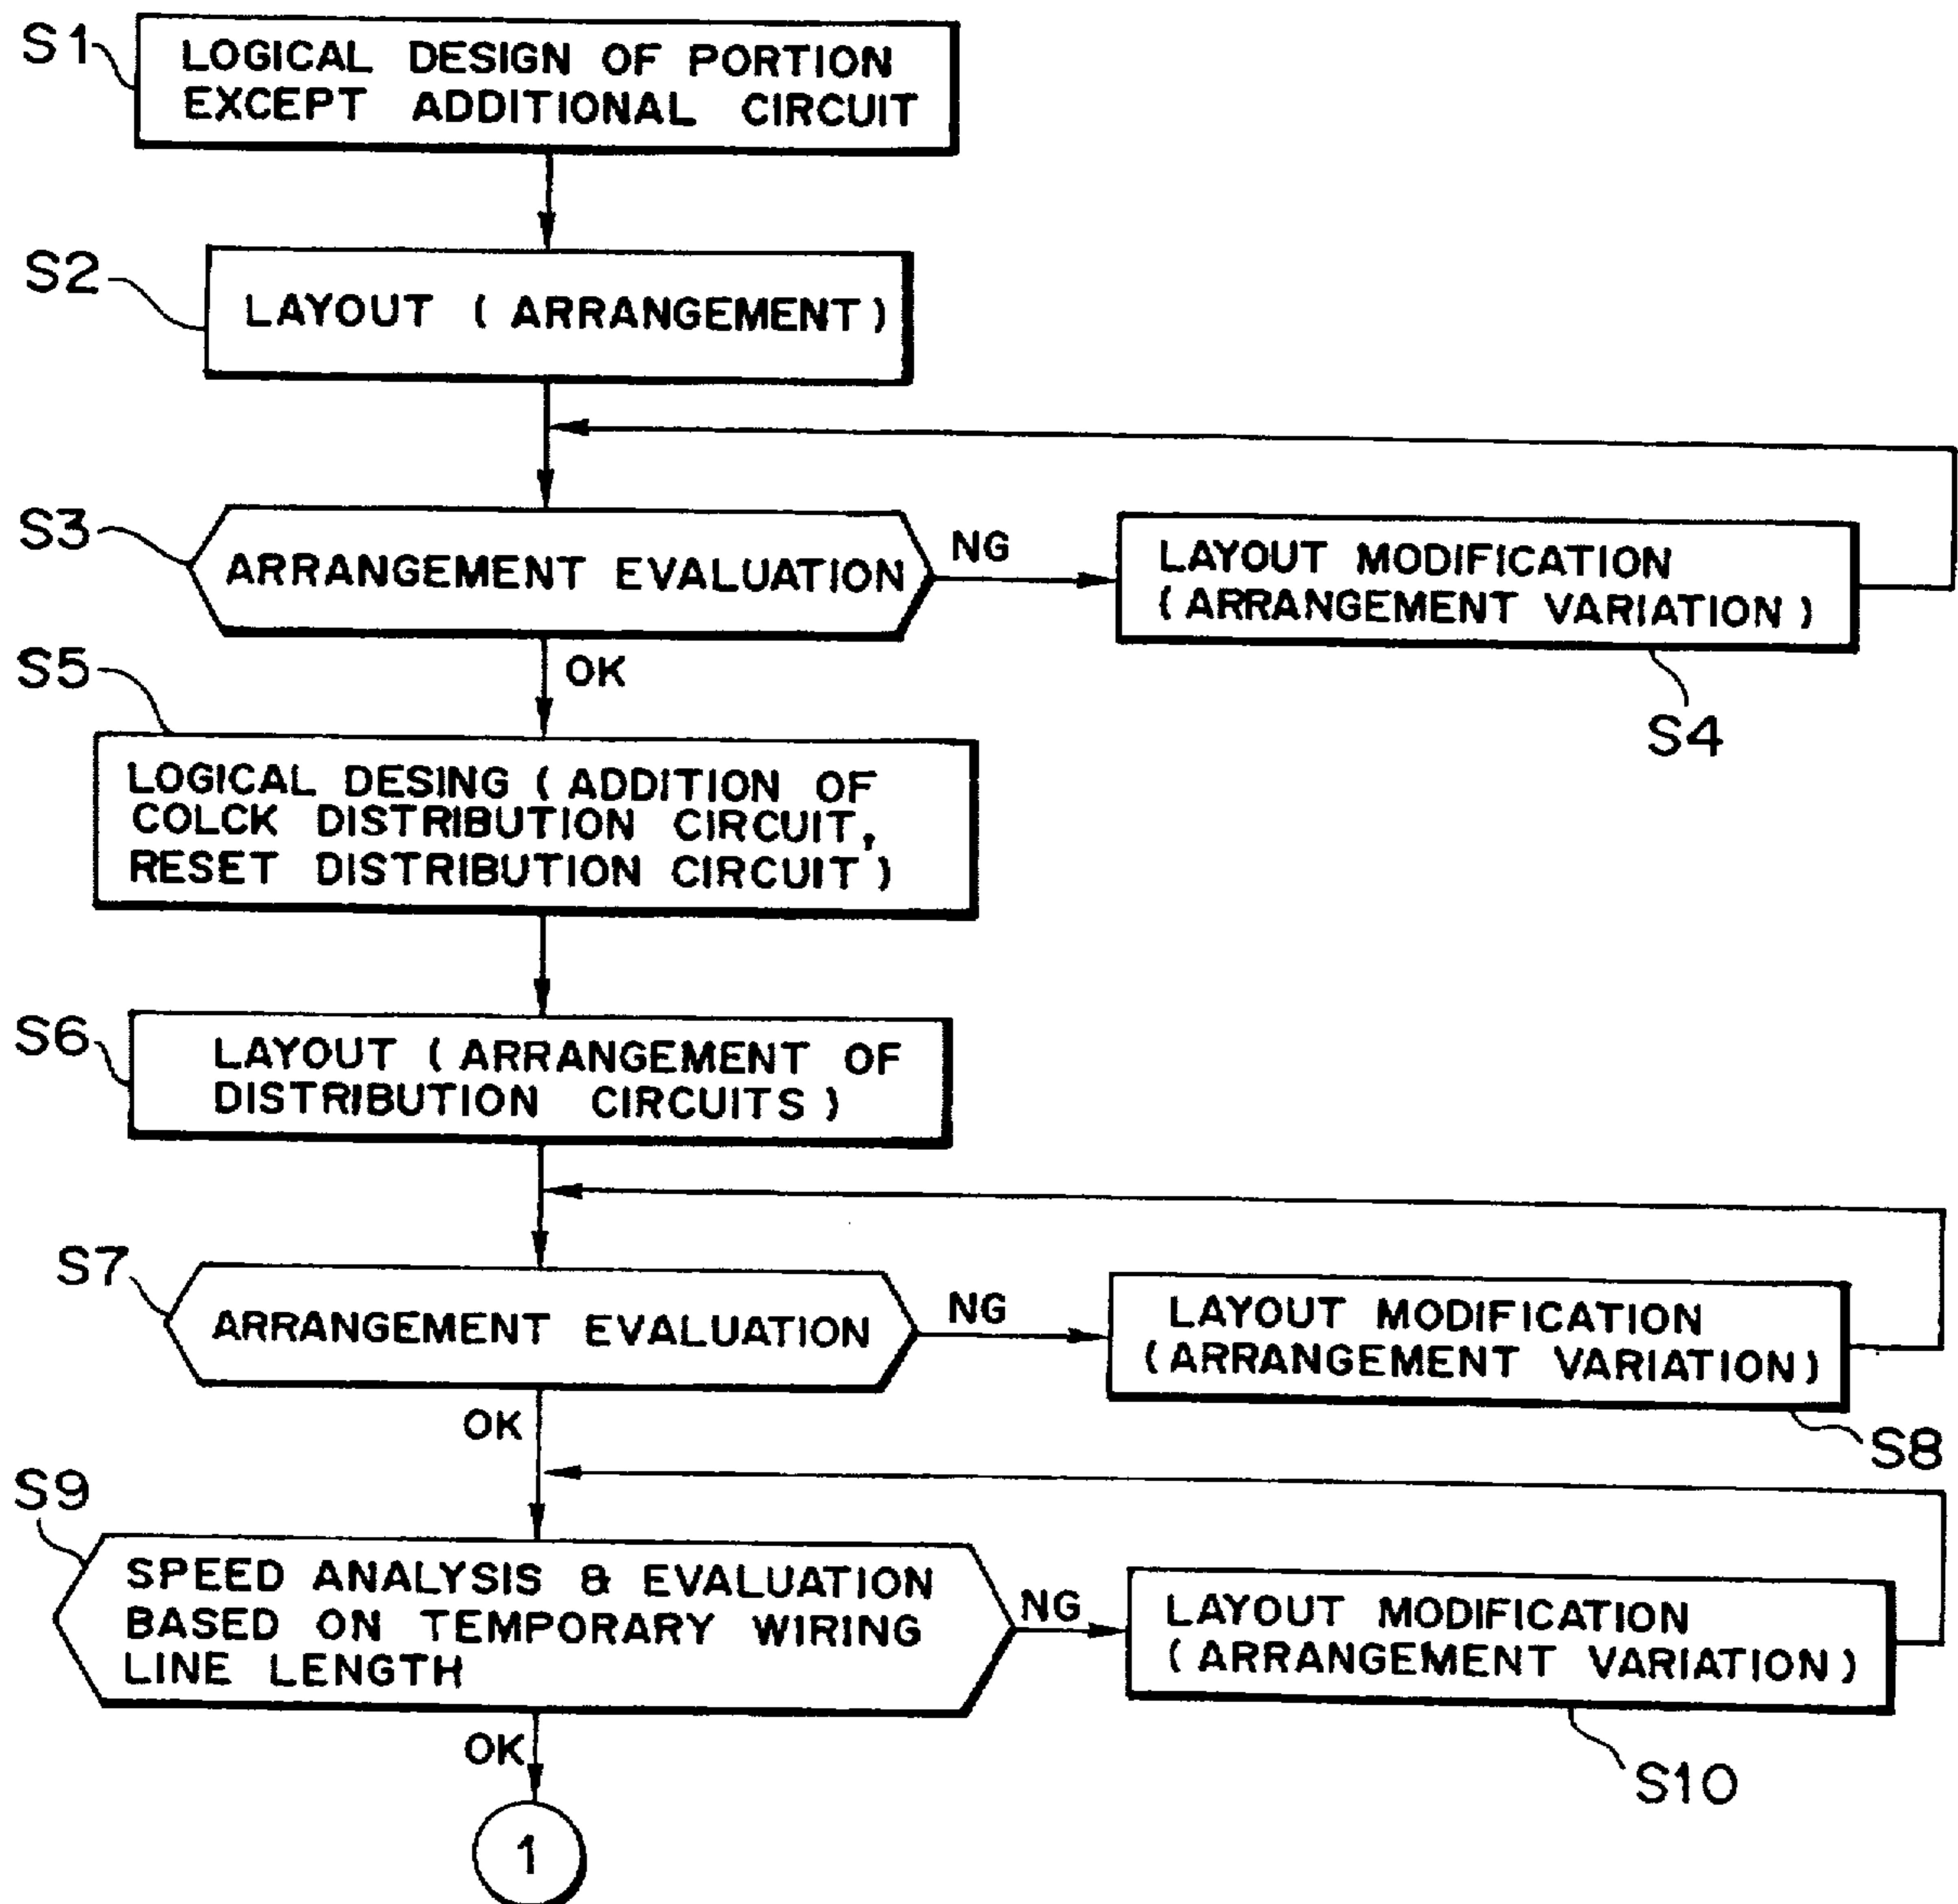 S1
LOGICAL DESIGN OF PORTION
EXCEPT ADDITIONAL CIRCUIT
S2
LAYOUT (ARRANGEMENT)
S3
ARRANGEMENT EVALUATION
NG
LAYOUT MODIFICATION
(ARRANGEMENT VARIATION)
S4
OK
S5
LOGICAL DESING (ADDITION OF
COLCK DISTRIBUTION CIRCUIT,
RESET DISTRIBUTION CIRCUIT)
S6
LAYOUT (ARRANGEMENT OF
DISTRIBUTION CIRCUITS)
S7
ARRANGEMENT EVALUATION
NG
LAYOUT MODIFICATION
(ARRANGEMENT VARIATION)
S8
OK
S9
SPEED ANALYSIS & EVALUATION
BASED ON TEMPORARY WIRING
LINE LENGTH
NG
LAYOUT MODIFICATION
(ARRANGEMENT VARIATION)
S10
OK
1